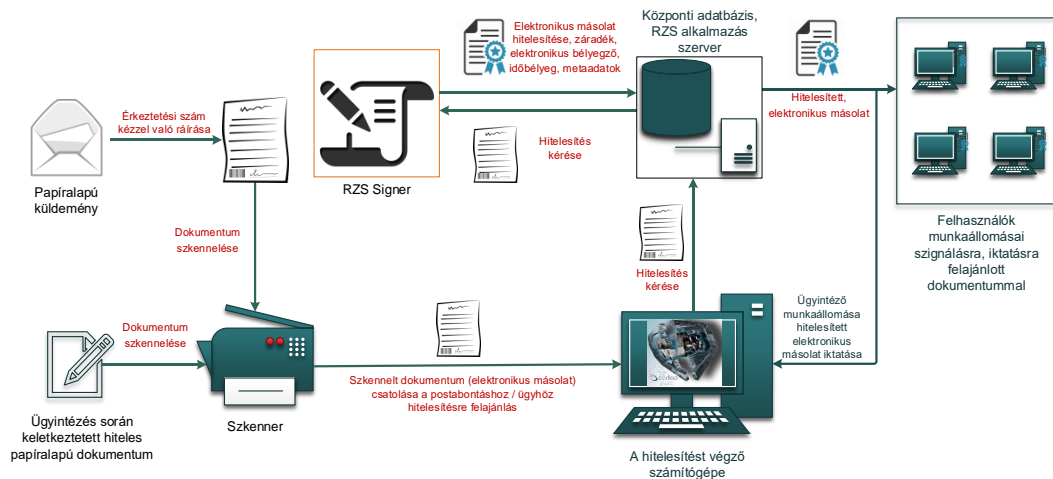 Elektronikus másolat
hitelesítése, záradék,
elektronikus bélyegző,
időbélyeg, metaadatok
Központi adatbázis,
RZS alkalmazás
szerver
Érkeztetési szám
kézzel való ráírása
Hitelesített,
elektronikus másolat
Hitelesítés
kérése
Papíralapú
küldemény
RZS Signer
Felhasználók
munkaállomásai
szignálásra, iktatásra
felajánlott
dokumentummal
Dokumentum
szkennelése
Hitelesítés
kérése
Ügyintéző
munkaállomása
hitelesített
elektronikus
másolat iktatása
Dokumentum
szkennelése
Szkennelt dokumentum (elektronikus másolat)
csatolása a postabontáshoz / ügyhöz
hitelesítésre felajánlás
Ügyintézés során
keletkeztetett hiteles
papíralapú dokumentum
Szkenner
A hitelesítést végző
számítógépe